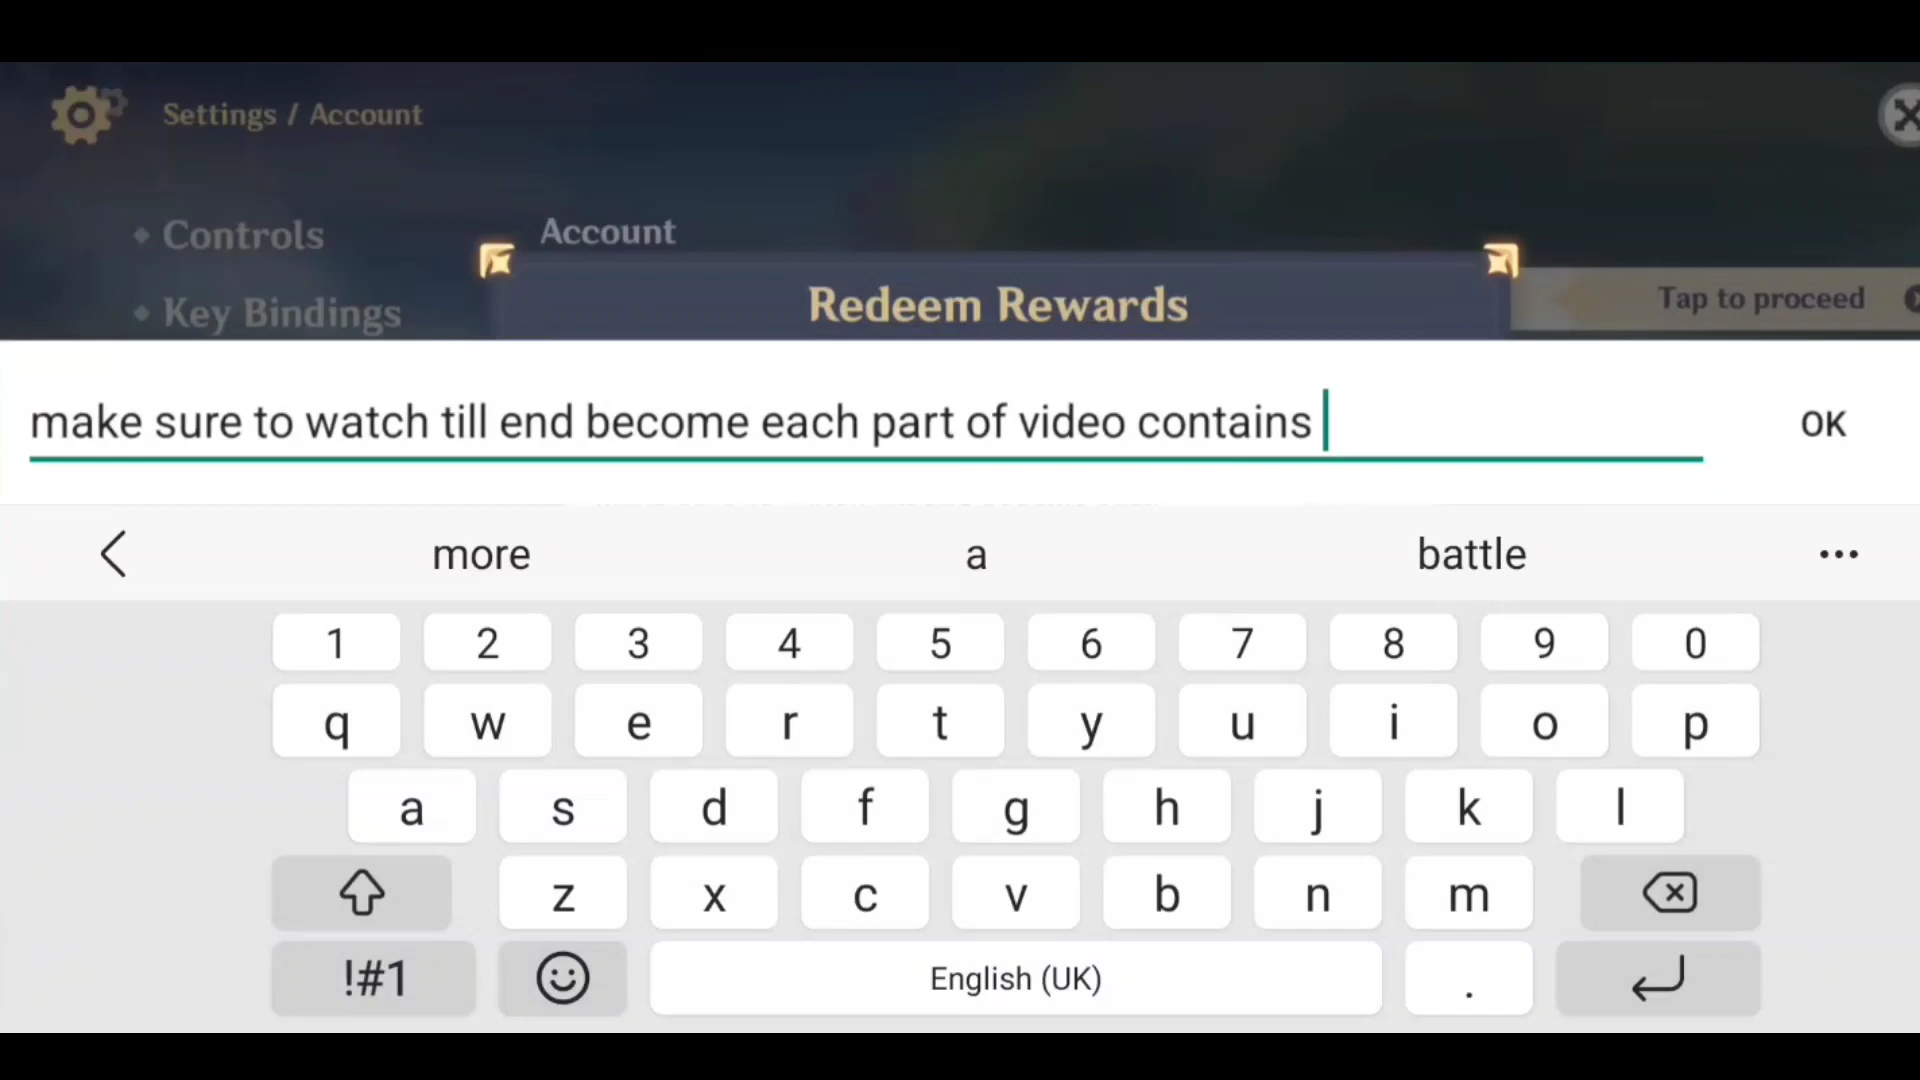 Settings / Account
Controls
Account
Key Bindings
Redeem Rewards
Tap to proceed
make sure to watch till end become each part of video contains
OK
more a battle
1 2 3 4 5 6 7 8 9 0
q w e r t y u i o p
a s d f g h j k l
z x c v b n m
!#1 English (UK) .